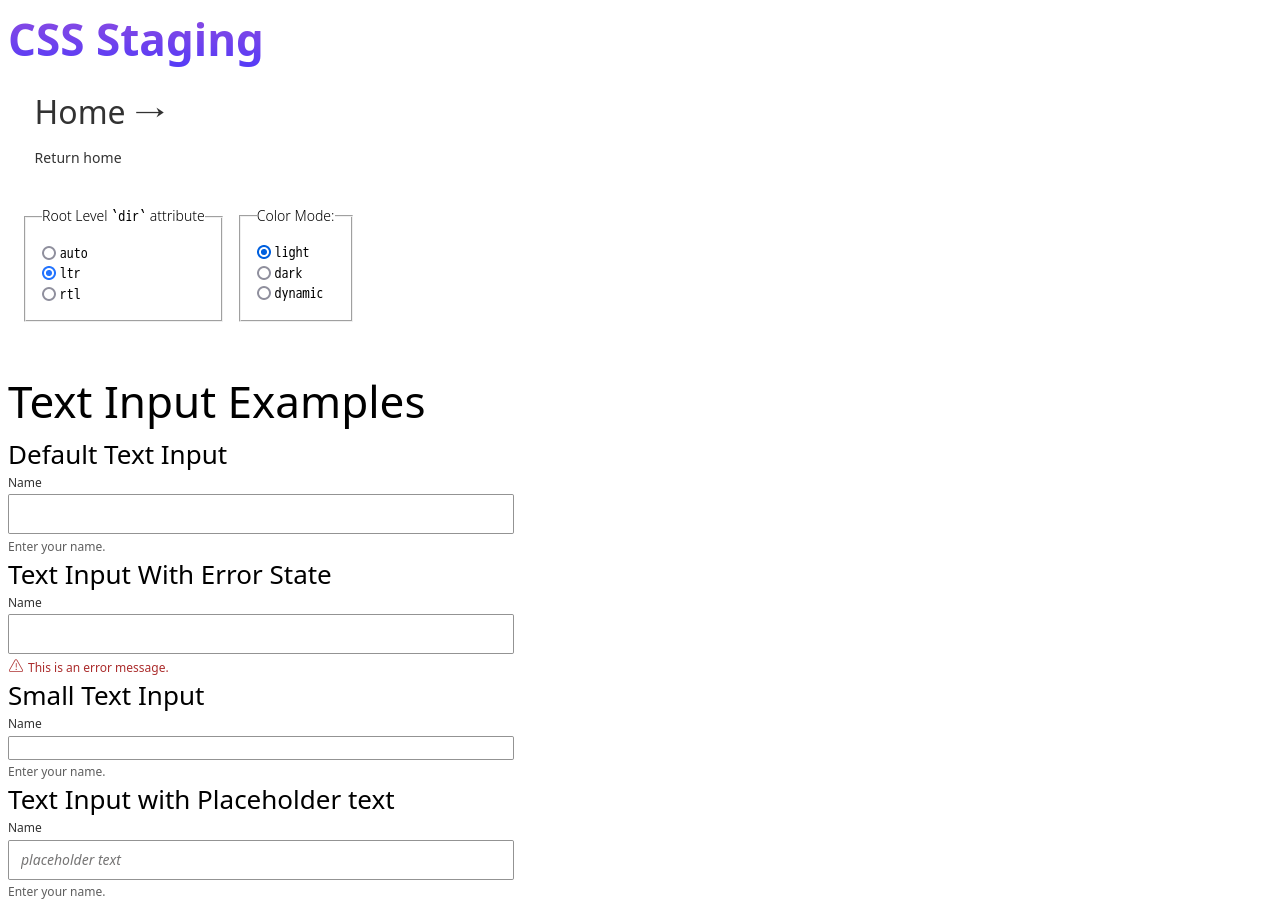 CSS Staging
Home →
Return home
Root Level `dir` attribute
auto
ltr
rtl
Color Mode:
light
dark
dynamic
Text Input Examples
Default Text Input
Name
Enter your name.
Text Input With Error State
Name
This is an error message.
Small Text Input
Name
Enter your name.
Text Input with Placeholder text
Name
placeholder text
Enter your name.